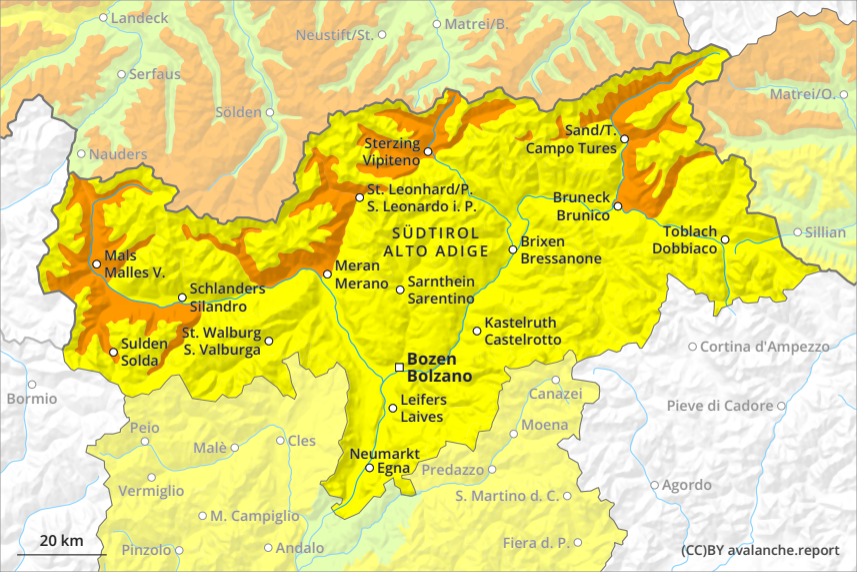 Landeck
Matrei/B.
Neustift/St.
Serfaus
Matrei/O.
Sölden
Nauders
Sterzing
Vipiteno
Sand/T.
Campo Tures
St. Leonhard/P.
S. Leonardo i. P.
Bruneck
Brunico
SÜDTIROL
ALTO ADIGE
Toblach
Dobbiaco
Sillian
Brixen
Bressanone
Mals
Malles V.
Meran
Merano
Sarnthein
Sarentino
Schlanders
Silandro
Kastelruth
Castelrotto
St. Walburg
S. Valburga
Sulden
Solda
Cortina d'Ampezzo
Bozen
Bolzano
Bormio
Canazei
Leifers
Laives
Pieve di Cadore
Peio
Moena
Malè
Cles
Neumarkt
Egna
Predazzo
Vermiglio
Agordo
S. Martino d. C.
M. Campiglio
20 km
Pinzolo
Andalo
Fiera d. P.
(CC)BY avalanche.report